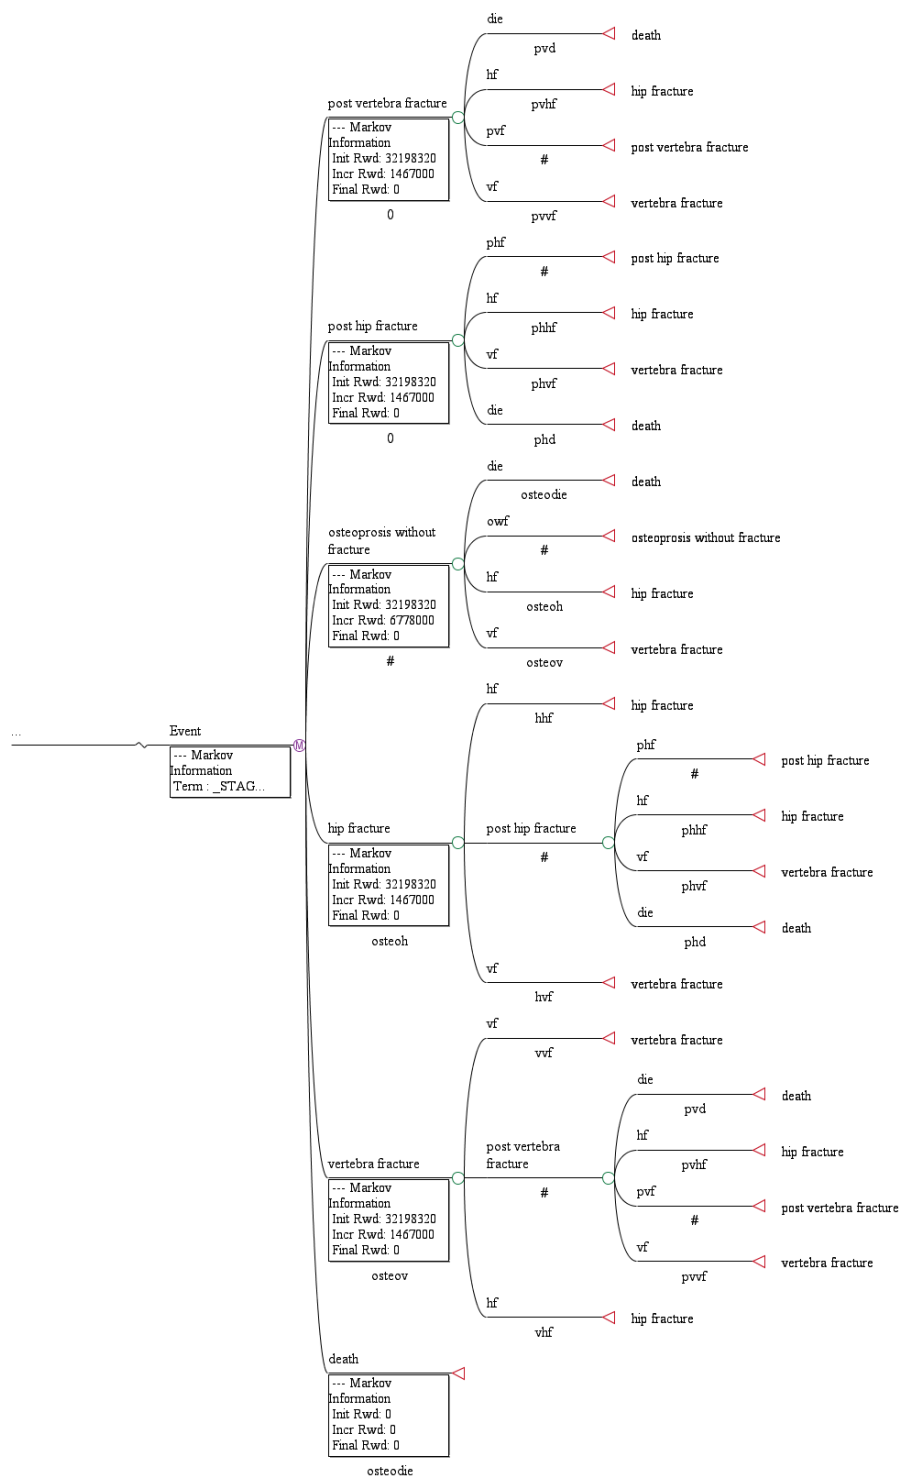 ...
Event
--- Markov
Information
Term : _STAG...
post vertebra fracture
--- Markov
Information
Init Rwd: 32198320
Incr Rwd: 1467000
Final Rwd: 0
0
die
pvd
death
hf
pvhf
hip fracture
pvf
#
post vertebra fracture
vf
pvvf
vertebra fracture
post hip fracture
--- Markov
Information
Init Rwd: 32198320
Incr Rwd: 1467000
Final Rwd: 0
0
phf
#
post hip fracture
hf
phhf
hip fracture
vf
phvf
vertebra fracture
die
phd
death
osteoprosis without
fracture
--- Markov
Information
Init Rwd: 32198320
Incr Rwd: 6778000
Final Rwd: 0
#
die
osteodie
death
owf
#
osteoprosis without fracture
hf
osteoh
hip fracture
vf
osteov
vertebra fracture
hip fracture
--- Markov
Information
Init Rwd: 32198320
Incr Rwd: 1467000
Final Rwd: 0
osteoh
hf
hhf
hip fracture
post hip fracture
#
phf
#
post hip fracture
hf
phhf
hip fracture
vf
phvf
vertebra fracture
die
phd
death
vf
hvf
vertebra fracture
vertebra fracture
--- Markov
Information
Init Rwd: 32198320
Incr Rwd: 1467000
Final Rwd: 0
osteov
vf
vvf
vertebra fracture
post vertebra
fracture
#
die
pvd
death
hf
pvhf
hip fracture
pvf
#
post vertebra fracture
vf
pvvf
vertebra fracture
hf
vhf
hip fracture
death
--- Markov
Information
Init Rwd: 0
Incr Rwd: 0
Final Rwd: 0
osteodie